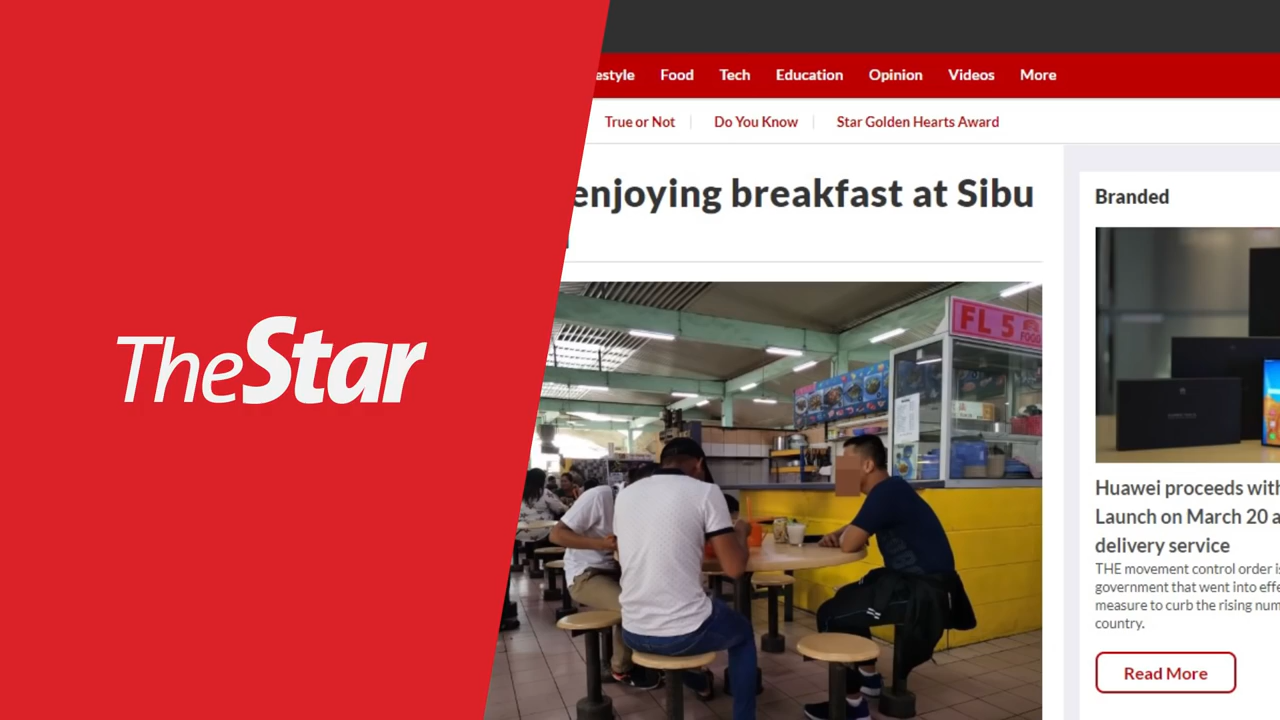 TheStar
Food Tech Education Opinion Videos More
True or Not Do You Know Star Golden Hearts Award
enjoying breakfast at Sibu
FL 5
Branded
Huawei proceeds with
Launch on March 20 a
delivery service
THE movement control order is
government that went into effe
measure to curb the rising num
country.
Read More